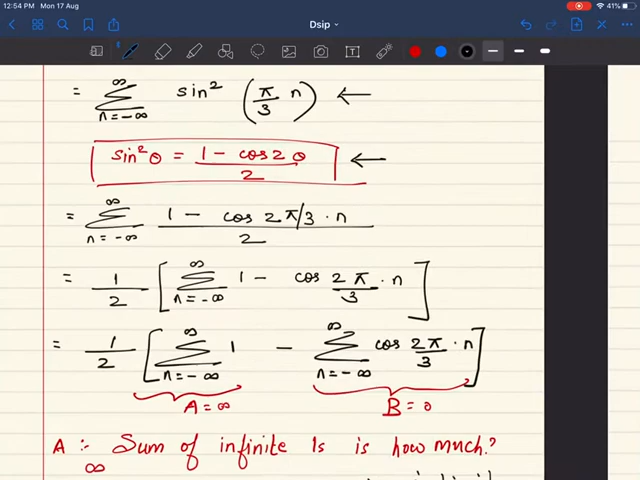 12:54 PM Mon 17 Aug 41%
Dsip
= ∑ n=-∞ ∞ sin² (π/3 n) ←
sin²θ = 1 - cos2θ / 2 ←
= ∑ n=-∞ ∞ 1 - cos 2π/3 · n / 2
= 1/2 [ ∑ n=-∞ ∞ 1 - cos 2π/3 · n ]
= 1/2 [ ∑ n=-∞ ∞ 1 - ∑ n=-∞ ∞ cos 2π/3 · n ]
A = ∞ B = 0
A :- Sum of infinite 1s is how much?
∞